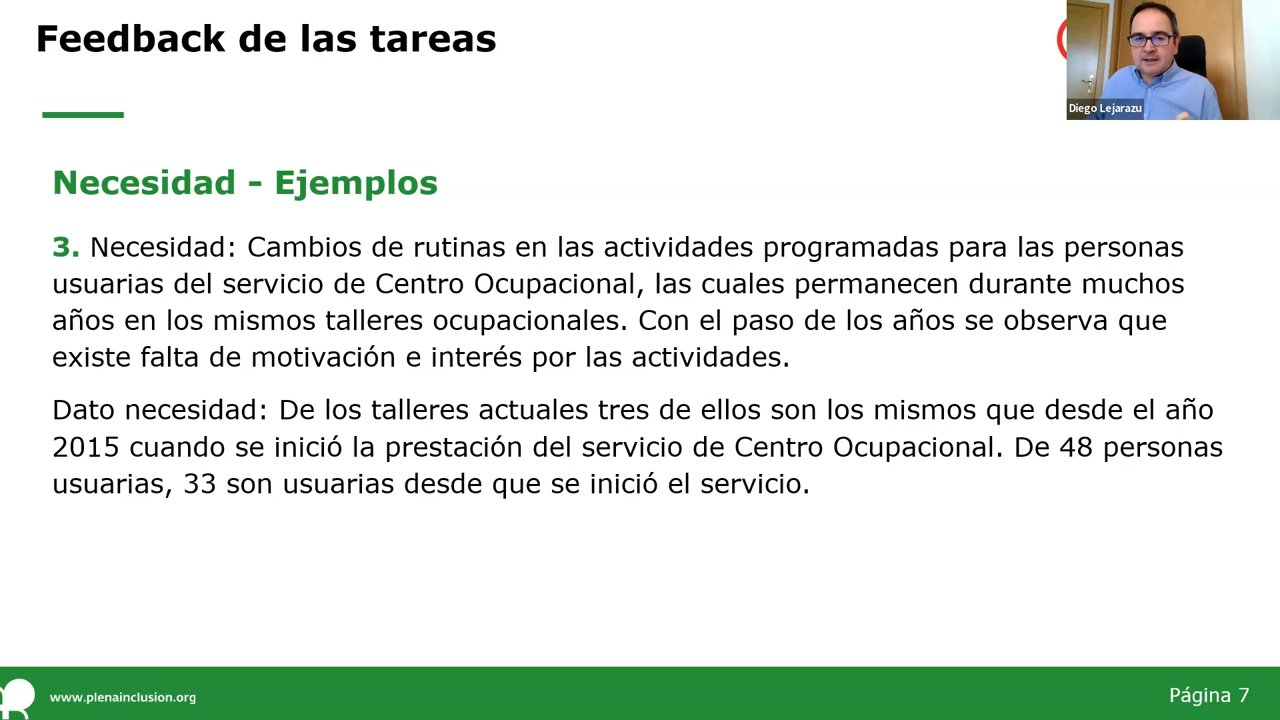 Feedback de las tareas
Diego Lejarazu
Necesidad - Ejemplos
3. Necesidad: Cambios de rutinas en las actividades programadas para las personas
usuarias del servicio de Centro Ocupacional, las cuales permanecen durante muchos
años en los mismos talleres ocupacionales. Con el paso de los años se observa que
existe falta de motivación e interés por las actividades.
Dato necesidad: De los talleres actuales tres de ellos son los mismos que desde el año
2015 cuando se inició la prestación del servicio de Centro Ocupacional. De 48 personas
usuarias, 33 son usuarias desde que se inició el servicio.
www.plenainclusion.org
Página 7